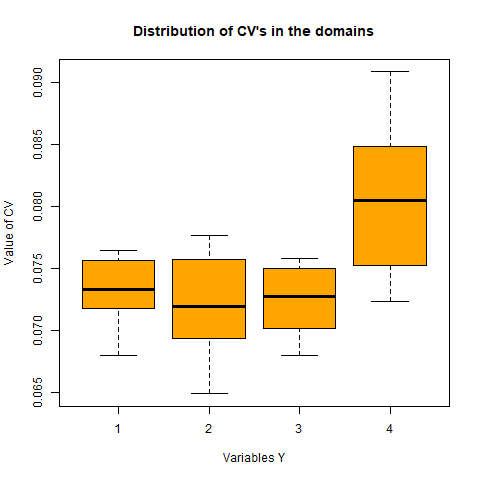 Distribution of CV's in the domains
Value of CV
0.090
0.085
0.080
0.075
0.070
0.065
1 2 3 4
Variables Y